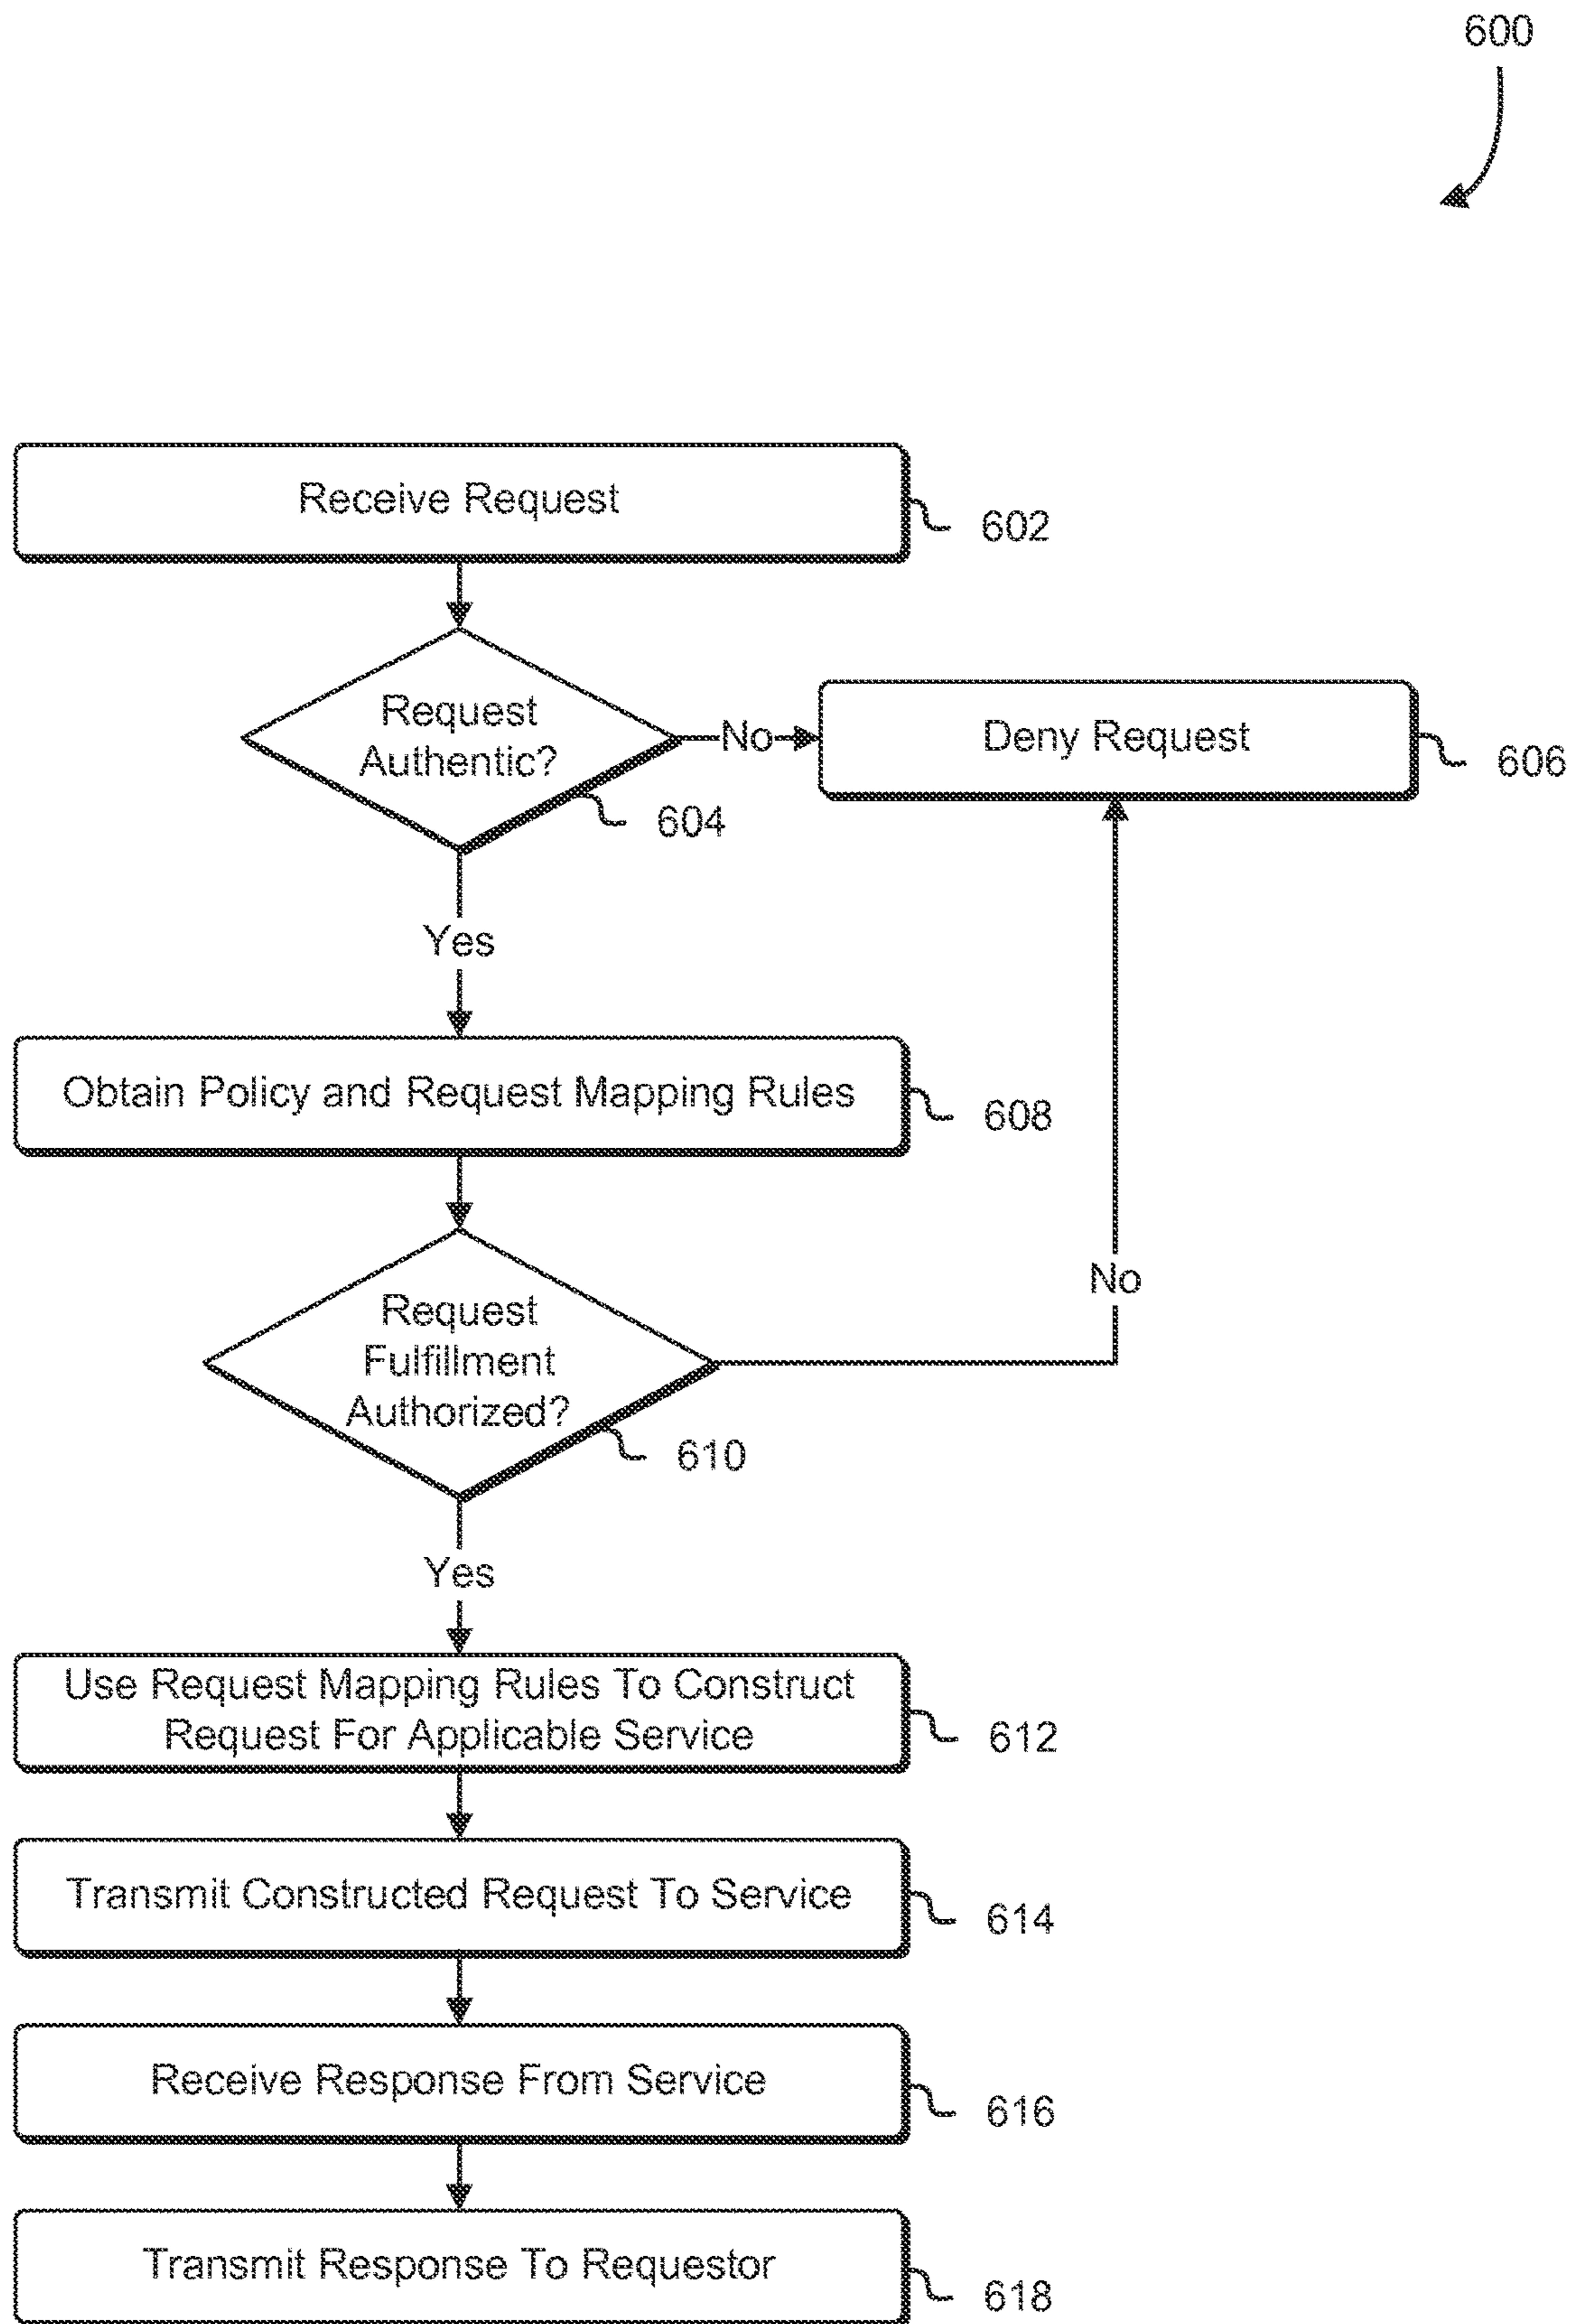 600
Receive Request
602
Request
Authentic?
No
Deny Request
606
604
Yes
Obtain Policy and Request Mapping Rules
608
No
Request
Fulfillment
Authorized?
610
Yes
Use Request Mapping Rules To Construct
Request For Applicable Service
612
Transmit Constructed Request To Service
614
Receive Response From Service
616
Transmit Response To Requestor
618